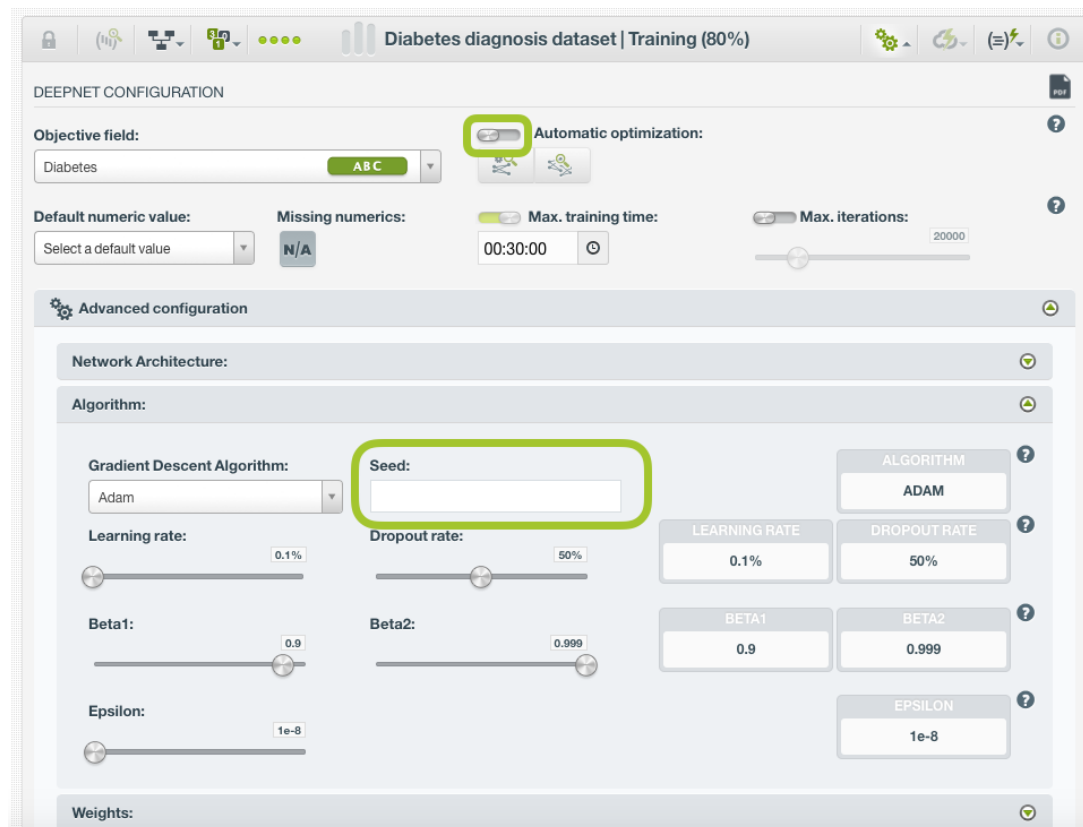 Diabetes diagnosis dataset | Training (80%)
DEEPNET CONFIGURATION
PDF
Objective field:
Automatic optimization:
Diabetes
ABC
Default numeric value:
Missing numerics:
Max. training time:
Max. iterations:
20000
Select a default value
N/A
00:30:00
Advanced configuration
Network Architecture:
Algorithm:
Gradient Descent Algorithm:
Seed:
ALGORITHM
Adam
ADAM
Learning rate:
0.1%
Dropout rate:
50%
LEARNING RATE
DROPOUT RATE
0.1%
50%
Beta1:
0.9
Beta2:
0.999
BETA1
BETA2
0.9
0.999
Epsilon:
1e-8
EPSILON
1e-8
Weights: